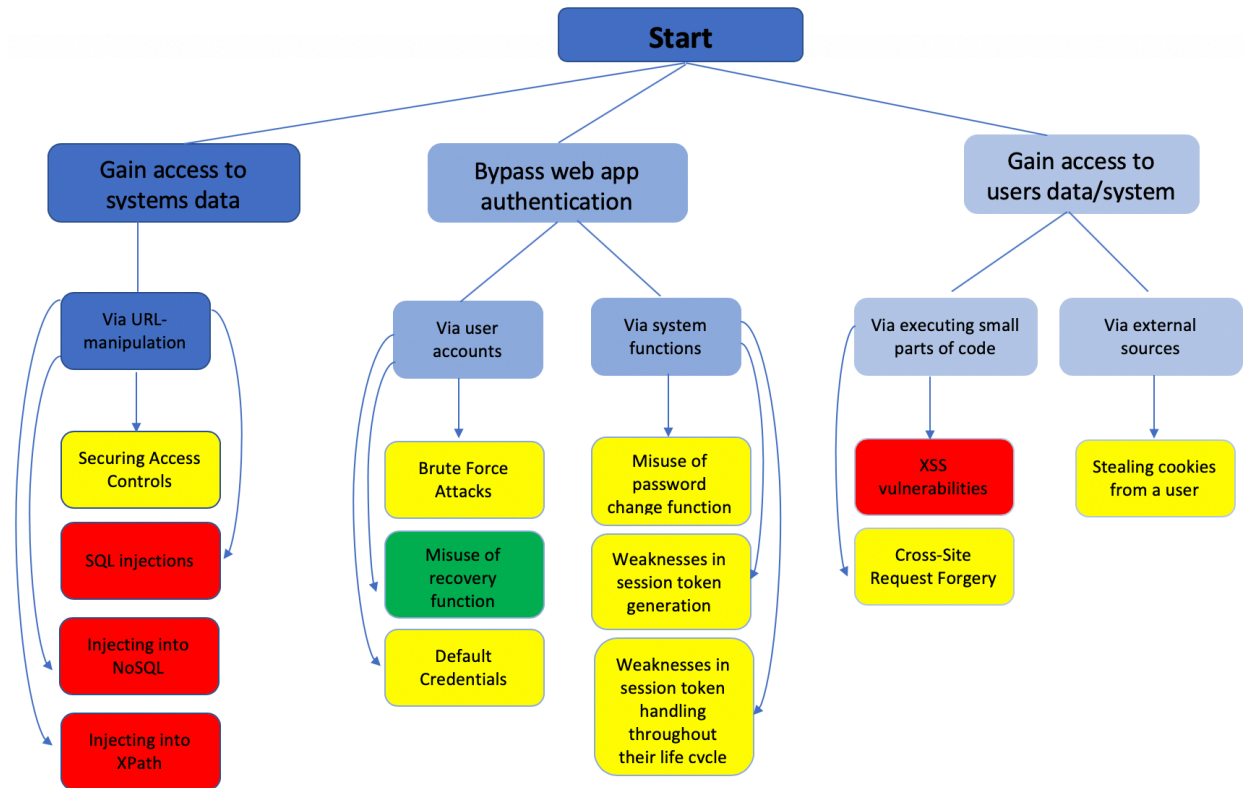 Start
Gain access to
systems data
Bypass web app
authentication
Gain access to
users data/system
Via URL-
manipulation
Via user
accounts
Via system
functions
Via executing small
parts of code
Via external
sources
Securing Access
Controls
SQL injections
Injecting into
NoSQL
Injecting into
XPath
Brute Force
Attacks
Misuse of
recovery
function
Default
Credentials
Misuse of
password
change function
Weaknesses in
session token
generation
Weaknesses in
session token
handling
throughout
their life cycle
XSS
vulnerabilities
Cross-Site
Request Forgery
Stealing cookies
from a user